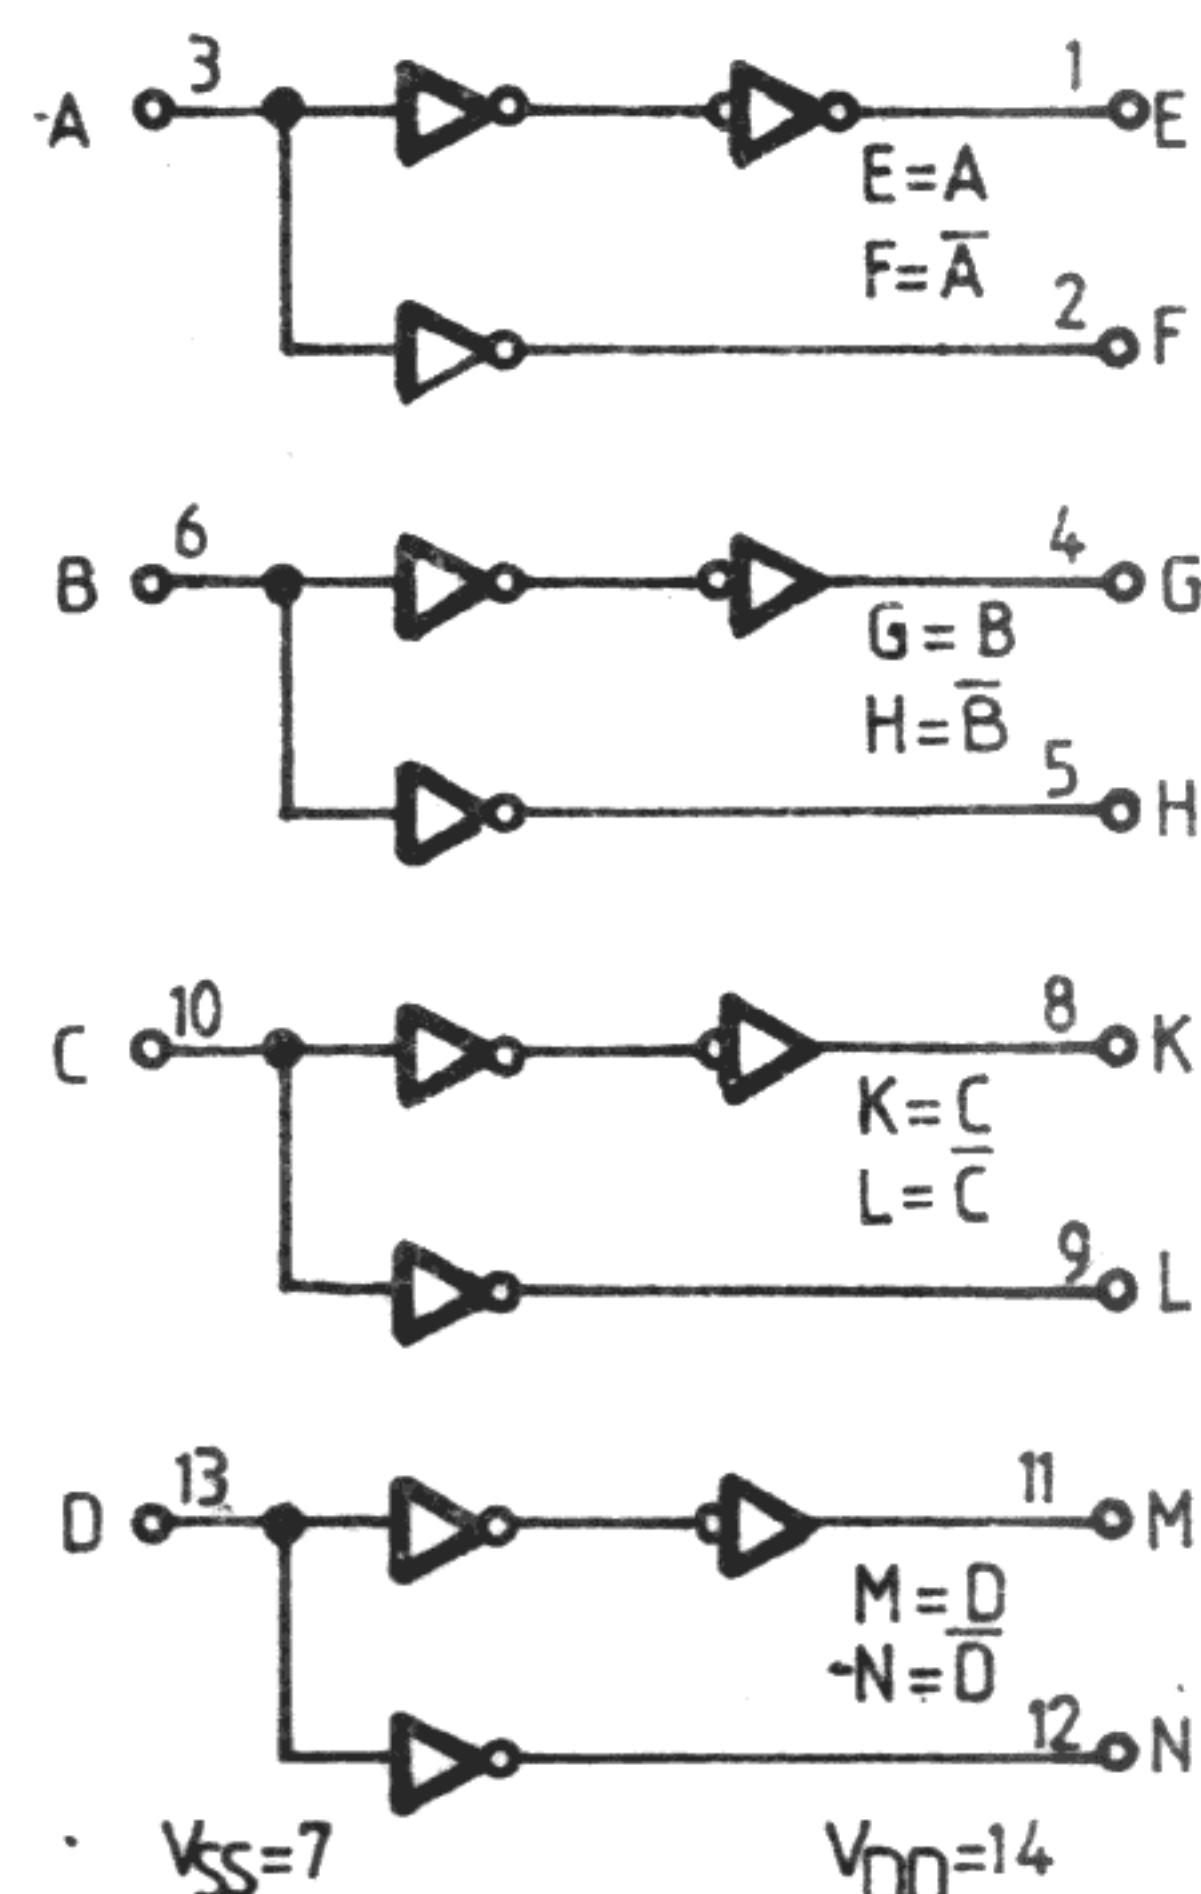 3 1
A E
E=A
F=A̅
2
F
6 4
B G
G=B
H=B̅
5
H
10 8
C K
K=C
L=C̅
9
L
13 11
D M
M=D
N=D̅
12
N
VSS=7 VDD=14